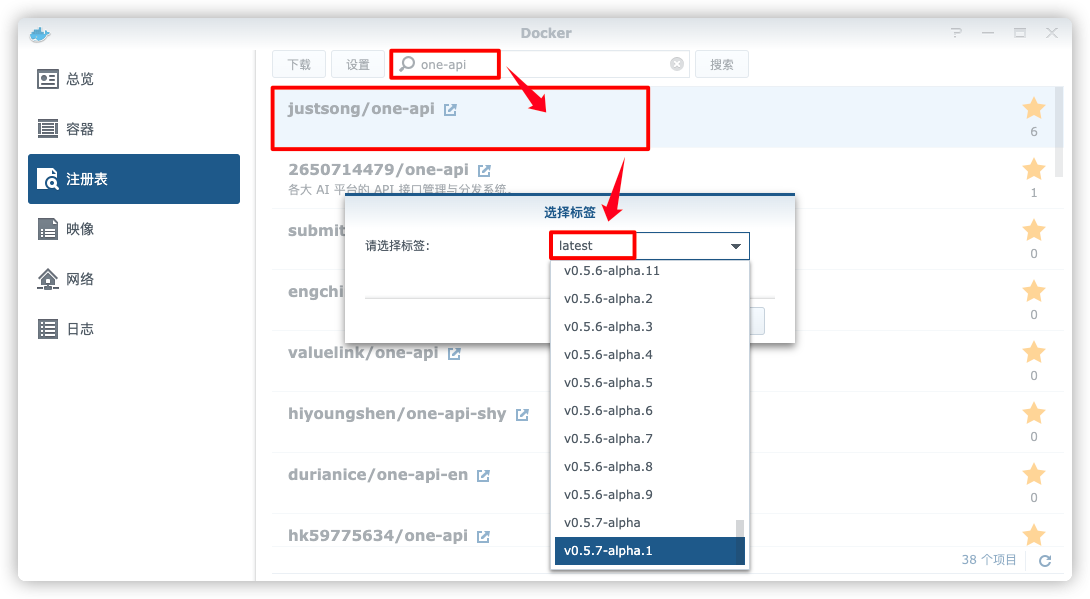 Docker
总览
容器
注册表
映像
网络
日志
下载
设置
one-api
搜索
justsong/one-api
6
2650714479/one-api
各大 AI 平台的 API 接口管理与分发系统。
1
submit
0
engchi
0
valuelink/one-api
0
hiyoungshen/one-api-shy
0
durianice/one-api-en
0
hk59775634/one-api
选择标签
请选择标签:
latest
v0.5.6-alpha.11
v0.5.6-alpha.2
v0.5.6-alpha.3
v0.5.6-alpha.4
v0.5.6-alpha.5
v0.5.6-alpha.6
v0.5.6-alpha.7
v0.5.6-alpha.8
v0.5.6-alpha.9
v0.5.7-alpha
v0.5.7-alpha.1
38 个项目